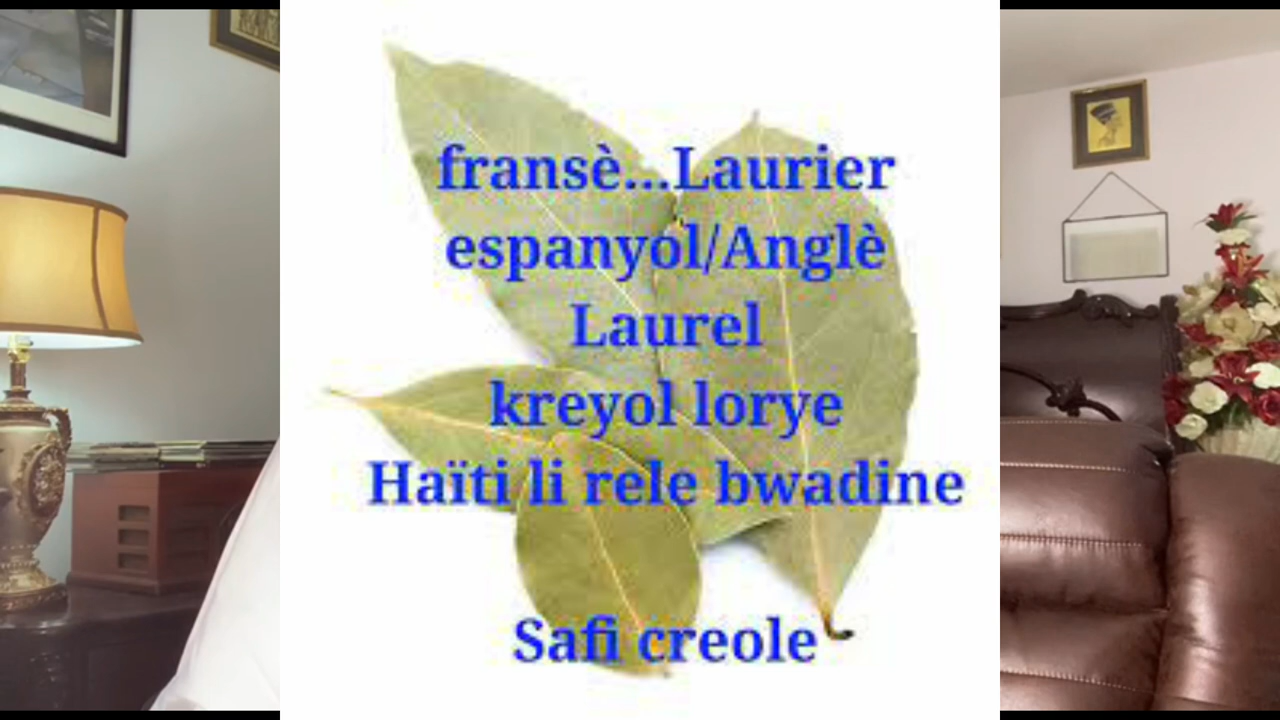 fransè...Laurier
espanyol/Anglè
Laurel
kreyol lorye
Haïti li rele bwadine
Safi creole